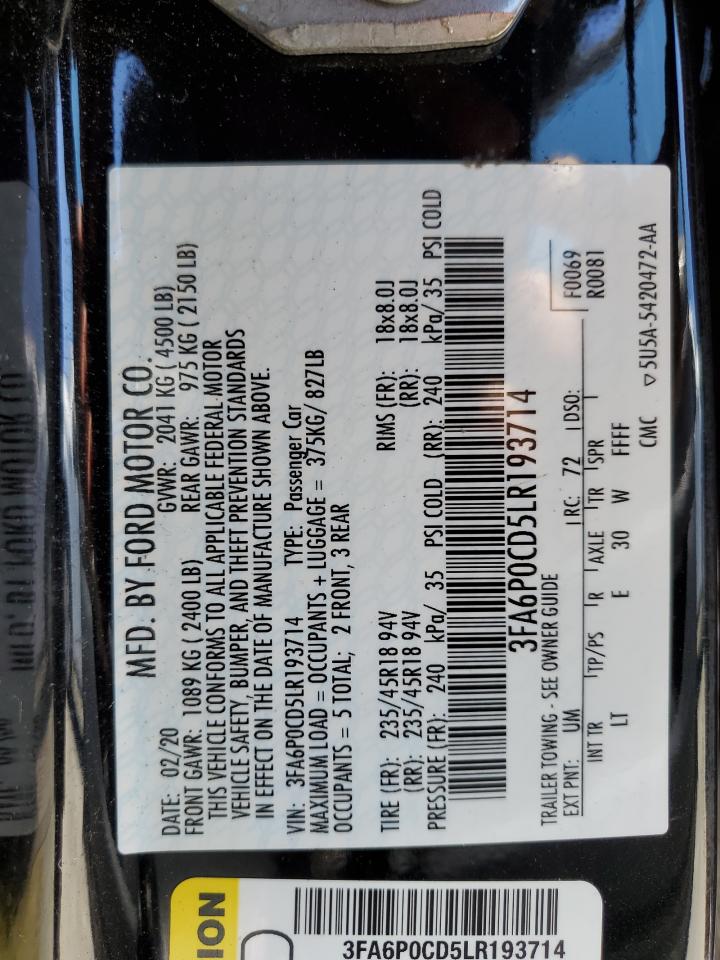 MFD. BY FORD MOTOR CO.
DATE: 02/20 GVWR: 2041 KG ( 4500 LB)
FRONT GAWR: 1089 KG ( 2400 LB) REAR GAWR: 975 KG ( 2150 LB)
THIS VEHICLE CONFORMS TO ALL APPLICABLE FEDERAL MOTOR
VEHICLE SAFETY, BUMPER, AND THEFT PREVENTION STANDARDS
IN EFFECT ON THE DATE OF MANUFACTURE SHOWN ABOVE.
VIN: 3FA6P0CD5LR193714 TYPE: Passenger Car
MAXIMUM LOAD = OCCUPANTS + LUGGAGE = 375KG/ 827LB
OCCUPANTS = 5 TOTAL; 2 FRONT, 3 REAR
TIRE (FR): 235/45R18 94V RIMS (FR): 18x8.0J
(RR): 235/45R18 94V (RR): 18x8.0J
PRESSURE (FR): 240 kPa/ 35 PSI COLD (RR): 240 kPa/ 35 PSI COLD
3FA6P0CD5LR193714
TRAILER TOWING - SEE OWNER GUIDE
F0069
EXT PNT: UM RC: 72 DSO: R0081
INT TR TP/PS R AXLE TR SPR
LT E 30 W FFFF
CMC ▽ 5U5A-5420472-AA
ION
3FA6P0CD5LR193714